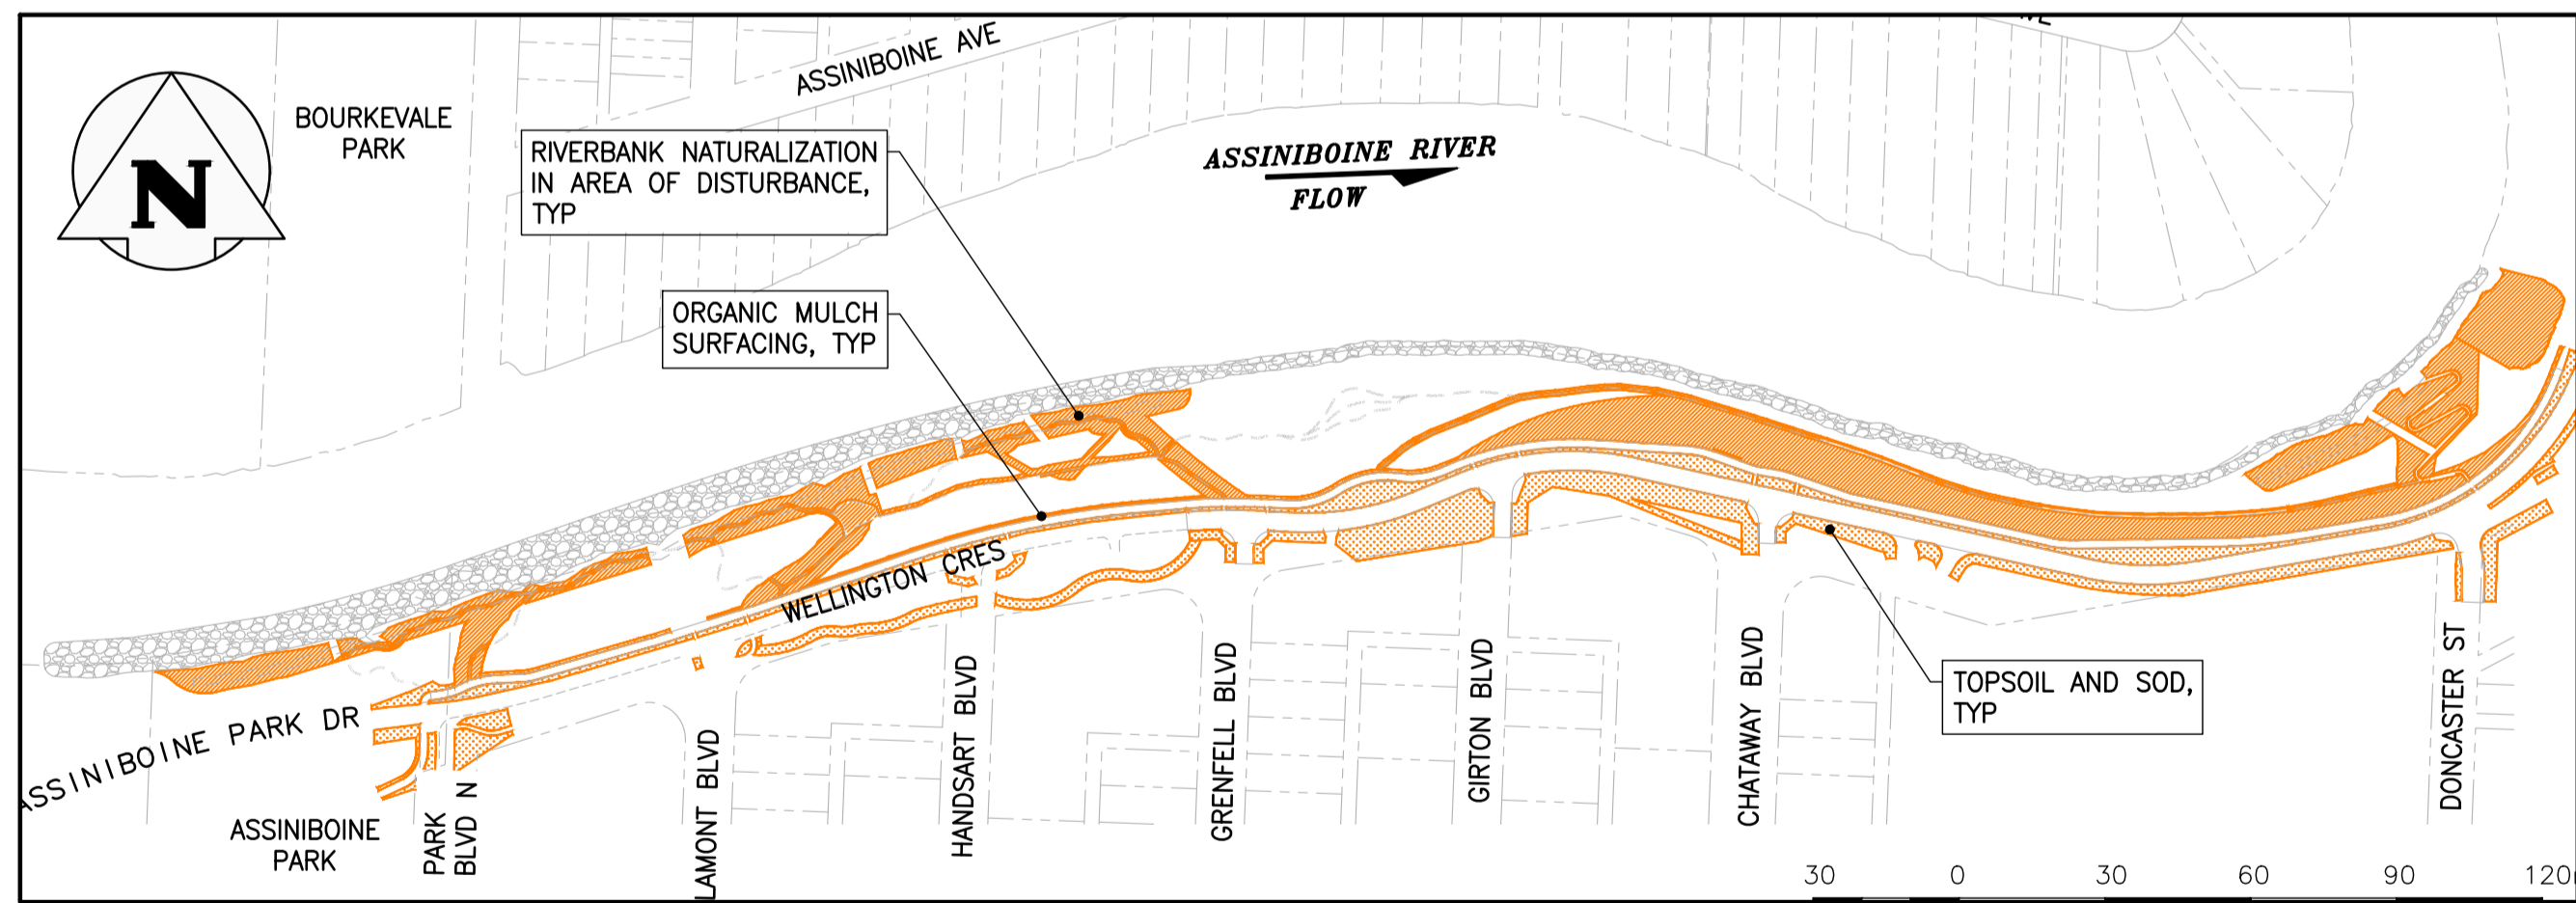 ASSINIBOINE AVE
BOURKEVALE
PARK
N
RIVERBANK NATURALIZATION
IN AREA OF DISTURBANCE,
TYP
ASSINIBOINE RIVER
FLOW
ORGANIC MULCH
SURFACING, TYP
WELLINGTON CRES
TOPSOIL AND SOD,
TYP
ASSINIBOINE PARK DR
ASSINIBOINE
PARK
PARK
BLVD N
LAMONT BLVD
HANDSART BLVD
GRENFELL BLVD
GIRTON BLVD
CHATAWAY BLVD
DONCASTER ST
30 0 30 60 90 120